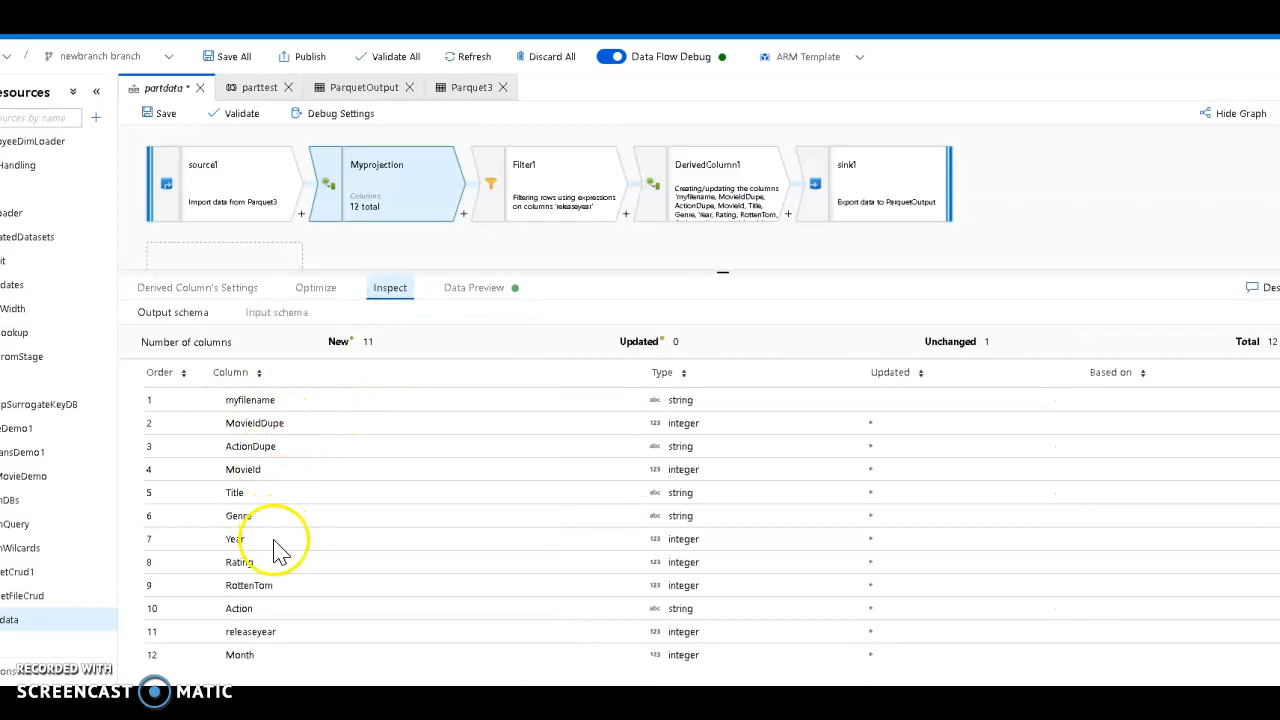 / newbranch branch Save All Publish Validate All Refresh Discard All Data Flow Debug ARM Template
esources
partdata * parttest ParquetOutput Parquet3
ources by name
Save Validate Debug Settings Hide Graph
oyeeDimLoader
Handling
oader
atedDatasets
it
dates
Width
ookup
romStage
pSurrogateKeyDB
eDemo1
ansDemo1
MovieDemo
nDBs
nQuery
nWilcards
etCrud1
etFileCrud
data
source1
Import data from Parquet3
Myprojection
Columns:
12 total
Filter1
Filtering rows using expressions
on columns 'releaseyear'
DerivedColumn1
Creating/updating the columns
'myfilename, MovieIdDupe,
ActionDupe, MovieId, Title,
Genre, Year, Rating, RottenTom,
sink1
Export data to ParquetOutput
Derived Column's Settings Optimize Inspect Data Preview Des
Output schema Input schema
Number of columns New* 11 Updated* 0 Unchanged 1 Total 12
Order Column Type Updated Based on
1 myfilename abc string
2 MovieIdDupe 123 integer *
3 ActionDupe abc string *
4 MovieId 123 integer *
5 Title abc string *
6 Genre abc string *
7 Year 123 integer *
8 Rating 123 integer *
9 RottenTom 123 integer *
10 Action abc string *
11 releaseyear 123 integer *
12 Month 123 integer *
RECORDED WITH
SCREENCAST MATIC